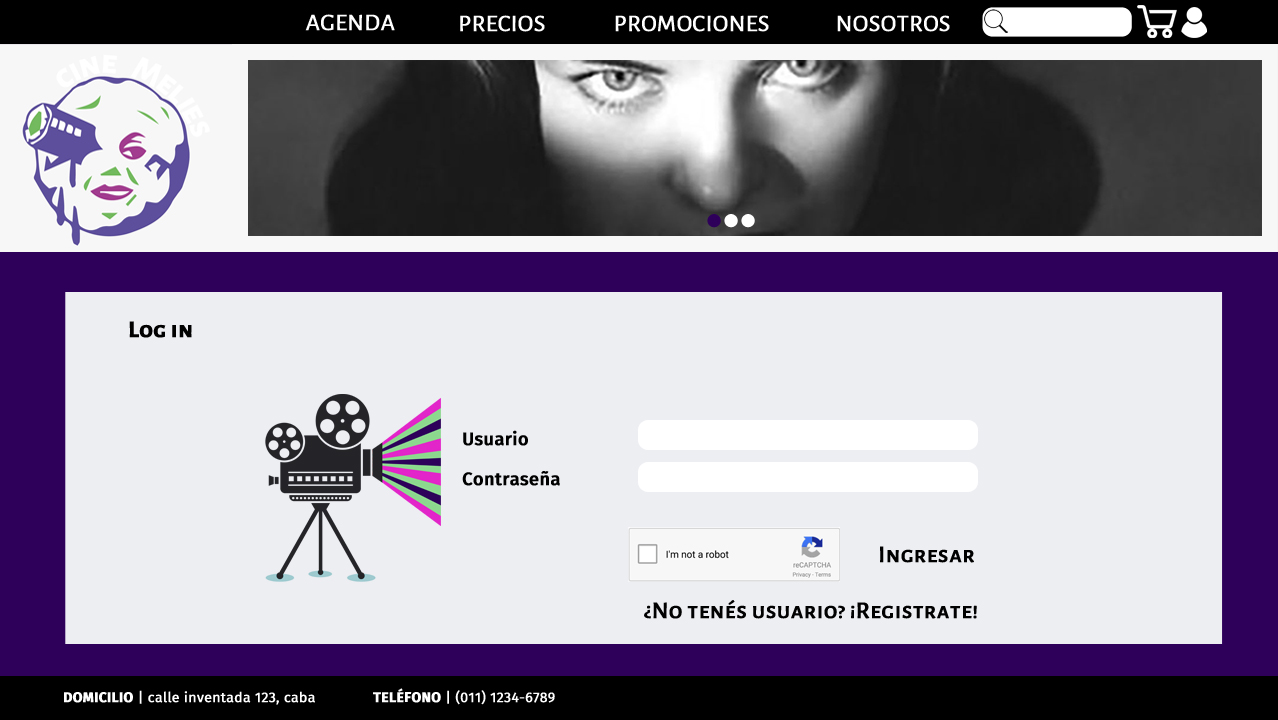 AGENDA PRECIOS PROMOCIONES NOSOTROS
CINE MELIES
Log in
Usuario
Contraseña
I'm not a robot
reCAPTCHA
Privacy - Terms
Ingresar
¿No tenés usuario? ¡Registrate!
DOMICILIO | calle inventada 123, caba TELÉFONO | (011) 1234-6789